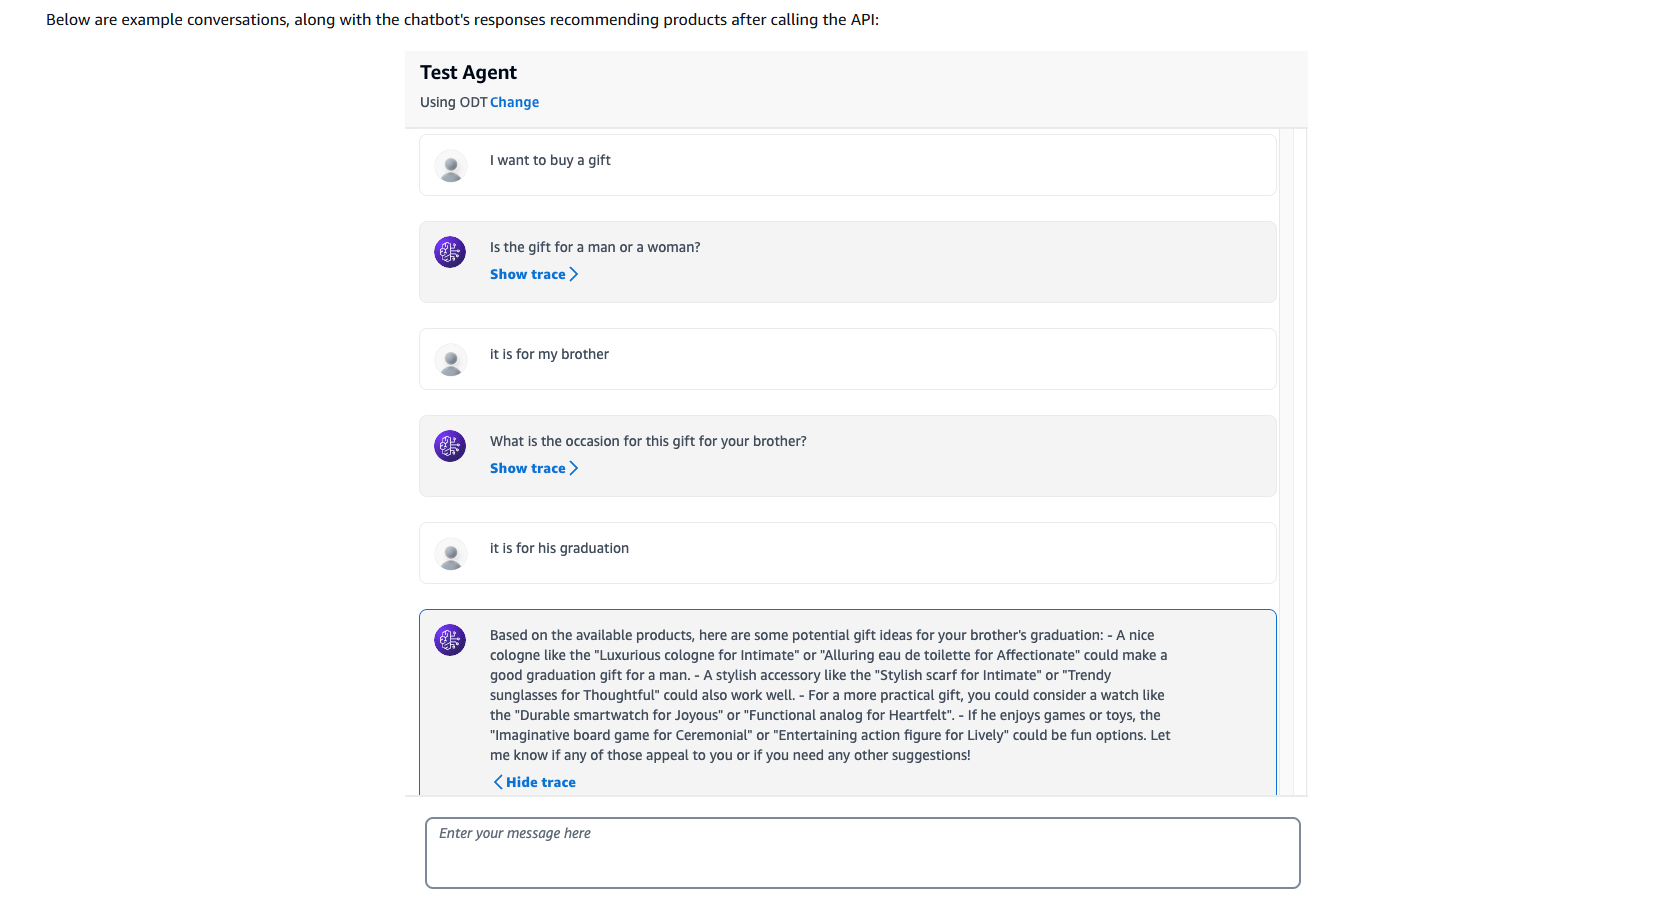 Below are example conversations, along with the chatbot's responses recommending products after calling the API:
Test Agent
Using ODT Change
I want to buy a gift
Is the gift for a man or a woman?
Show trace
it is for my brother
What is the occasion for this gift for your brother?
Show trace
it is for his graduation
Based on the available products, here are some potential gift ideas for your brother's graduation: - A nice
cologne like the "Luxurious cologne for Intimate" or "Alluring eau de toilette for Affectionate" could make a
good graduation gift for a man. - A stylish accessory like the "Stylish scarf for Intimate" or "Trendy
sunglasses for Thoughtful" could also work well. - For a more practical gift, you could consider a watch like
the "Durable smartwatch for Joyous" or "Functional analog for Heartfelt". - If he enjoys games or toys, the
"Imaginative board game for Ceremonial" or "Entertaining action figure for Lively" could be fun options. Let
me know if any of those appeal to you or if you need any other suggestions!
Hide trace
Enter your message here